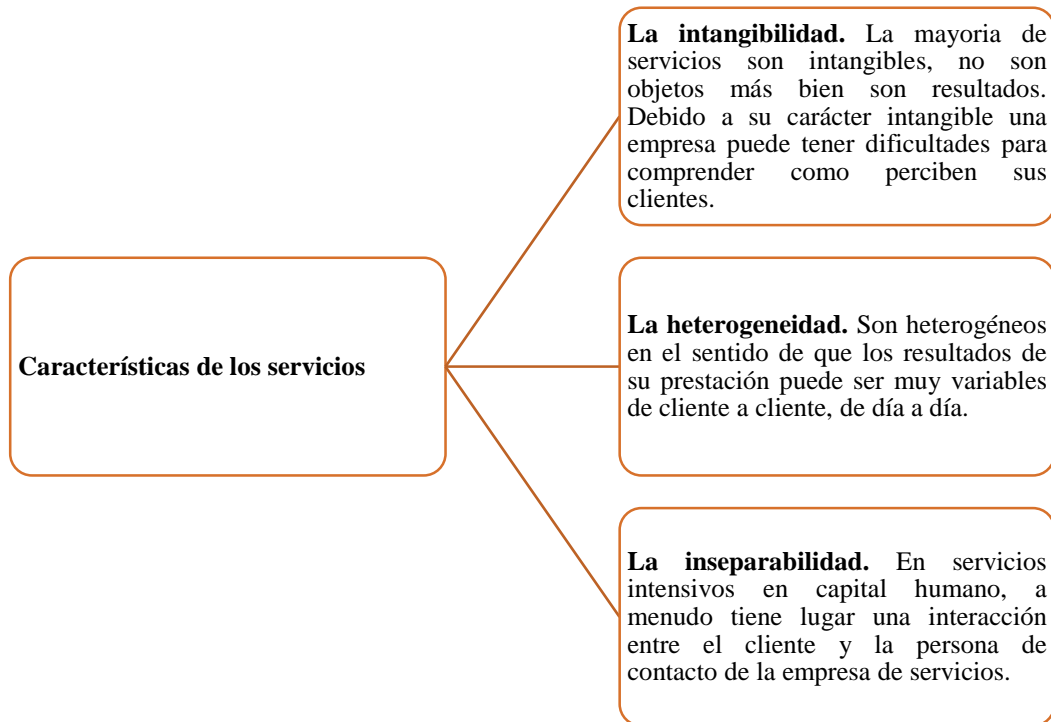 La intangibilidad. La mayoria de
servicios son intangibles, no son
objetos más bien son resultados.
Debido a su carácter intangible una
empresa puede tener dificultades para
comprender como perciben sus
clientes.
Característícas de los servicios
La heterogeneidad. Son heterogéneos
en el sentido de que los resultados de
su prestación puede ser muy variables
de cliente a cliente, de día a día.
La inseparabilidad. En servicios
intensivos en capital humano, a
menudo tiene lugar una interacción
entre el cliente y la persona de
contacto de la empresa de servicios.